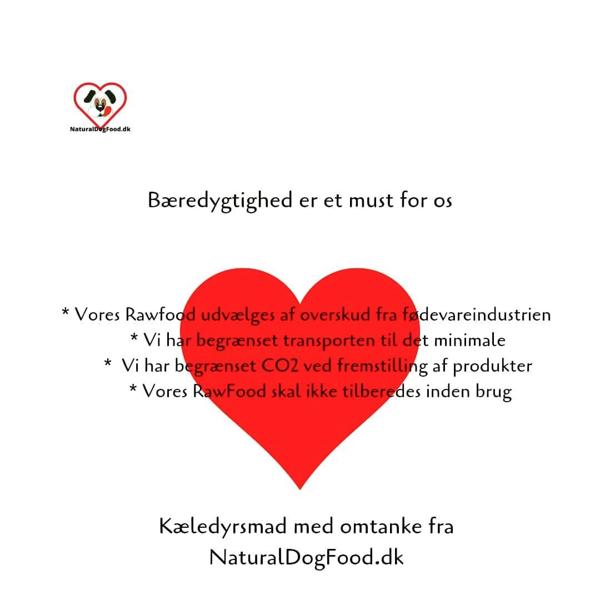 NaturalDogFood.dk
Bæredygtighed er et must for os
* Vores Rawfood udvælges af overskud fra fødevareindustrien
* Vi har begrænset transporten til det minimale
* Vi har begrænset CO2 ved fremstilling af produkter
* Vores RawFood skal ikke tilberedes inden brug
Kæledyrsmad med omtanke fra
NaturalDogFood.dk